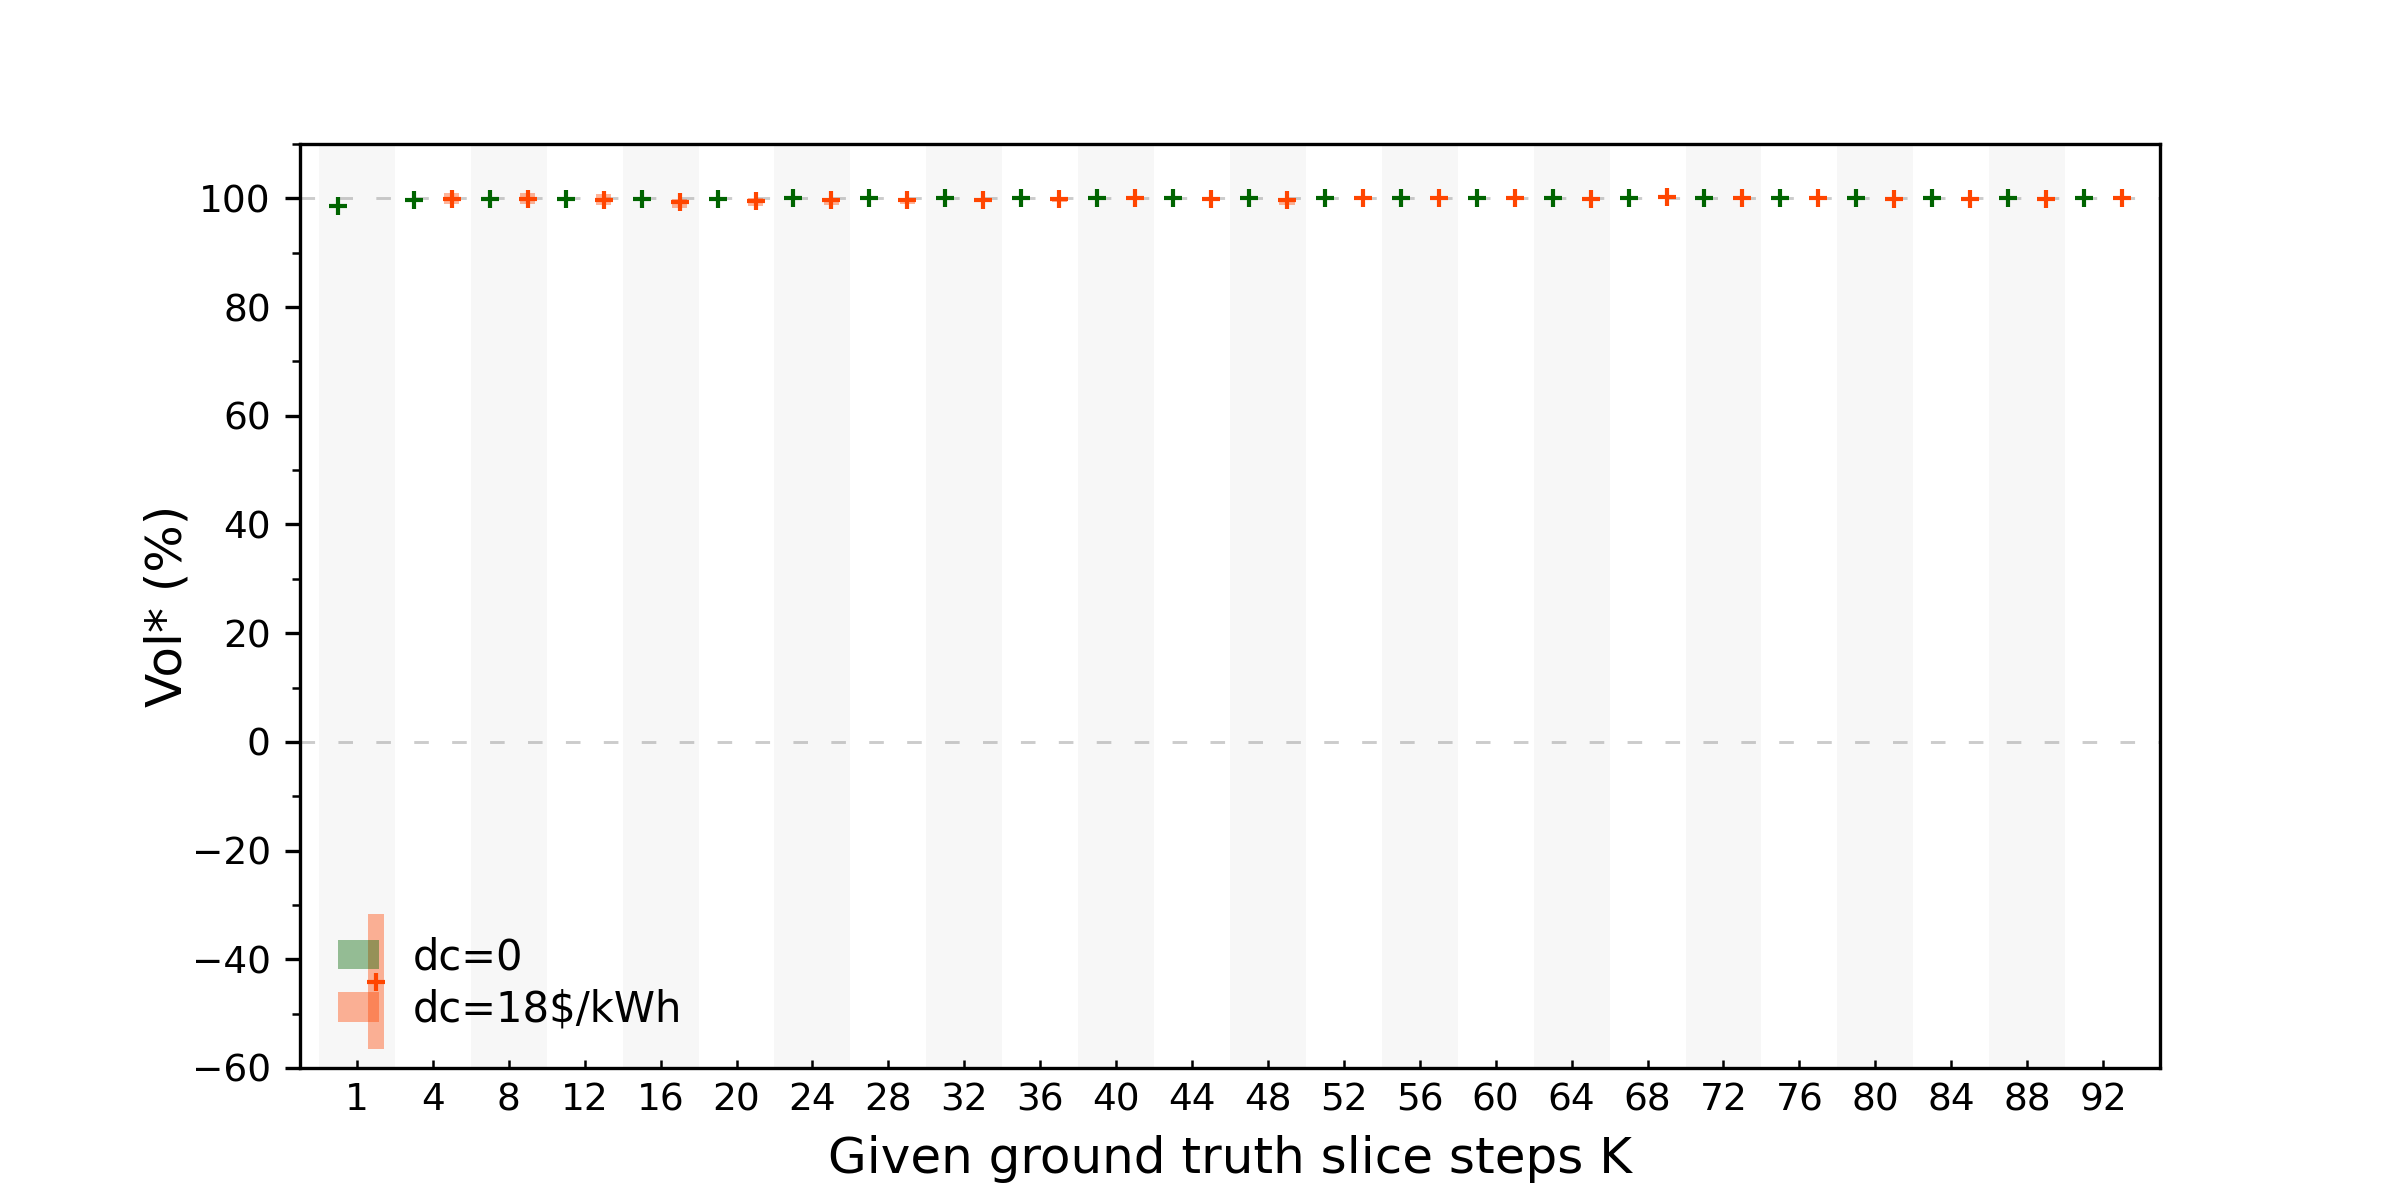 100
80
60
40
20
0
−20
−40
−60
Vol* (%)
dc=0
dc=18$/kWh
1 4 8 12 16 20 24 28 32 36 40 44 48 52 56 60 64 68 72 76 80 84 88 92
Given ground truth slice steps K